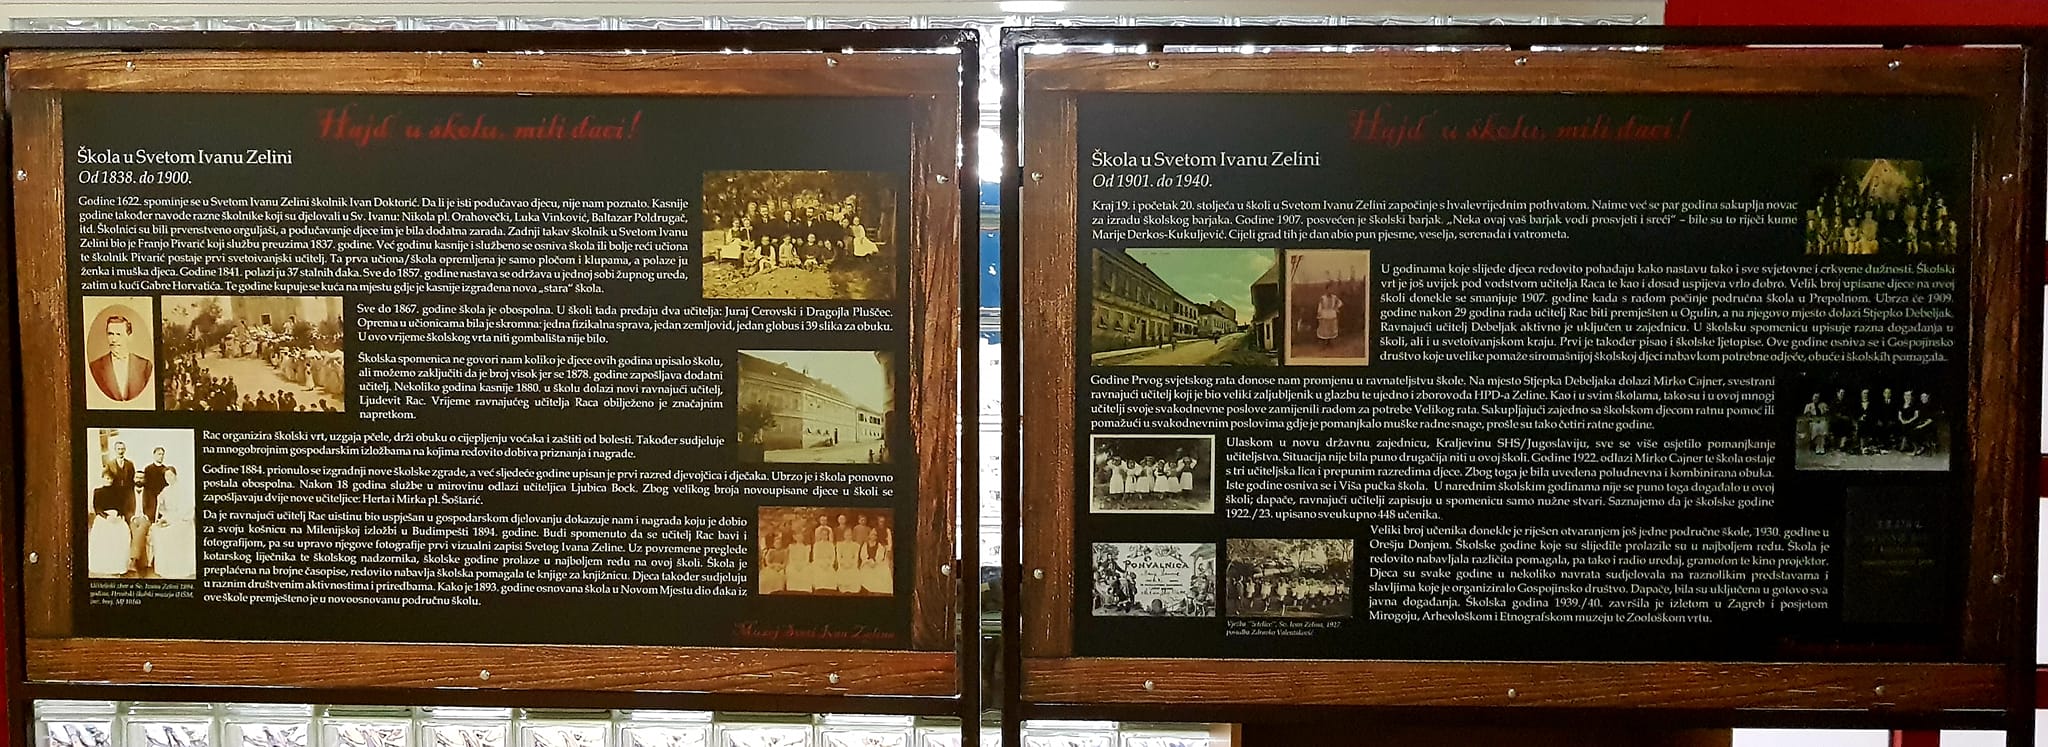 Hajd' u školu, mili đaci!
Škola u Svetom Ivanu Zelini
Od 1838. do 1900.
Godine 1622. spominje se u Svetom Ivanu Zelini školnik Ivan Doktorić. Da li je isti podučavao djecu, nije nam poznato. Kasnije
godine također navode razne školnike koji su djelovali u Sv. Ivanu: Nikola pl. Orahovečki, Luka Vinković, Baltazar Poldrugač,
itd. Školnici su bili prvenstveno orguljaši, a podučavanje djece im je bila dodatna zarada. Zadnji takav školnik u Svetom Ivanu
Zelini bio je Franjo Pivarić koji službu preuzima 1837. godine. Već godinu kasnije i službeno se osniva škola ili bolje reći učiona
te školnik Pivarić postaje prvi svetoivanjski učitelj. Ta prva učiona/škola opremljena je samo pločom i klupama, a polaze ju
ženka i muška djeca. Godine 1841. polazi ju 37 stalnih đaka. Sve do 1857. godine nastava se održava u jednoj sobi župnog ureda,
zatim u kući Gabre Horvatića. Te godine kupuje se kuća na mjestu gdje je kasnije izgrađena nova „stara“ škola.
Sve do 1867. godine škola je obospolna. U školi tada predaju dva učitelja: Juraj Cerovski i Dragojla Pluščec.
Oprema u učionicama bila je skromna: jedna fizikalna sprava, jedan zemljovid, jedan globus i 39 slika za obuku.
U ovo vrijeme školskog vrta niti gombališta nije bilo.
Školska spomenica ne govori nam koliko je djece ovih godina upisalo školu,
ali možemo zaključiti da je broj visok jer se 1878. godine zapošljava dodatni
učitelj. Nekoliko godina kasnije 1880. u školu dolazi novi ravnajući učitelj,
Ljudevit Rac. Vrijeme ravnajućeg učitelja Raca obilježeno je značajnim
napretkom.
Rac organizira školski vrt, uzgaja pčele, drži obuku o cijepljenju voćaka i zaštiti od bolesti. Također sudjeluje
na mnogobrojnim gospodarskim izložbama na kojima redovito dobiva priznanja i nagrade.
Godine 1884. prionulo se izgradnji nove školske zgrade, a već sljedeće godine upisan je prvi razred djevojčica i dječaka. Ubrzo je i škola ponovno
postala obospolna. Nakon 18 godina službe u mirovinu odlazi učiteljica Ljubica Bock. Zbog velikog broja novoupisane djece u školi se
zapošljavaju dvije nove učiteljice: Herta i Mirka pl. Šoštarić.
Da je ravnajući učitelj Rac uistinu bio uspješan u gospodarskom djelovanju dokazuje nam i nagrada koju je dobio
za svoju košnicu na Milenijskoj izložbi u Budimpešti 1894. godine. Budi spomenuto da se učitelj Rac bavi i
fotografijom, pa su upravo njegove fotografije prvi vizualni zapisi Svetog Ivana Zeline. Uz povremene preglede
kotarskog liječnika te školskog nadzornika, školske godine prolaze u najboljem redu na ovoj školi. Škola je
preplaćena na brojne časopise, redovito nabavlja školska pomagala te knjige za knjižnicu. Djeca također sudjeluju
u raznim društvenim aktivnostima i priredbama. Kako je 1893. godine osnovana škola u Novom Mjestu dio đaka iz
ove škole premješteno je u novoosnovanu područnu školu.
Učiteljski zbor u Sv. Ivanu Zelini 1894.
godine, Hrvatski školski muzej (HŠM,
Muzej Sveti Ivan Zelina
Hajd' u školu, mili đaci!
Škola u Svetom Ivanu Zelini
Od 1901. do 1940.
Kraj 19. i početak 20. stoljeća u školi u Svetom Ivanu Zelini započinje s hvalevrijednim pothvatom. Naime već se par godina sakuplja novac
za izradu školskog barjaka. Godine 1907. posvećen je školski barjak. „Neka ovaj vaš barjak vodi prosvjeti i sreći“ – bile su to riječi kume
Marije Derkos-Kukuljević. Cijeli grad tih je dan abio pun pjesme, veselja, serenada i vatrometa.
U godinama koje slijede djeca redovito pohađaju kako nastavu tako i sve svjetovne i crkvene dužnosti. Školski
vrt je još uvijek pod vodstvom učitelja Raca te kao i dosad uspijeva vrlo dobro. Velik broj upisane djece na ovoj
školi donekle se smanjuje 1907. godine kada s radom počinje područna škola u Prepolnom. Ubrzo će 1909.
godine nakon 29 godina rada učitelj Rac biti premješten u Ogulin, a na njegovo mjesto dolazi Stjepko Debeljak.
Ravnajući učitelj Debeljak aktivno je uključen u zajednicu. U školsku spomenicu upisuje razna događanja u
školi, ali i u svetoivanjskom kraju. Prvi je također pisao i školske ljetopise. Ove godine osniva se i Gospojinsko
društvo koje uvelike pomaže siromašnijoj školskoj djeci nabavkom potrebne odjeće, obuće i školskih pomagala.
Godine Prvog svjetskog rata donose nam promjenu u ravnateljstvu škole. Na mjesto Stjepka Debeljaka dolazi Mirko Cajner, svestrani
ravnajući učitelj koji je bio veliki zaljubljenik u glazbu te ujedno i zborovođa HPD-a Zeline. Kao i u svim školama, tako su i u ovoj mnogi
učitelji svoje svakodnevne poslove zamijenili radom za potrebe Velikog rata. Sakupljajući zajedno sa školskom djecom ratnu pomoć ili
pomažući u svakodnevnim poslovima gdje je pomanjkalo muške radne snage, prošle su tako četiri ratne godine.
Ulaskom u novu državnu zajednicu, Kraljevinu SHS/Jugoslaviju, sve se više osjetilo pomanjkanje
učiteljstva. Situacija nije bila puno drugačija niti u ovoj školi. Godine 1922. odlazi Mirko Cajner te škola ostaje
s tri učiteljska lica i prepunim razredima djece. Zbog toga je bila uvedena poludnevna i kombinirana obuka.
Iste godine osniva se i Viša pučka škola. U narednim školskim godinama nije se puno toga događalo u ovoj
školi; dapače, ravnajući učitelji zapisuju u spomenicu samo nužne stvari. Saznajemo da je školske godine
1922./23. upisano sveukupno 448 učenika.
Veliki broj učenika donekle je riješen otvaranjem još jedne područne škole, 1930. godine u
Orešju Donjem. Školske godine koje su slijedile prolazile su u najboljem redu. Škola je
redovito nabavljala različita pomagala, pa tako i radio uređaj, gramofon te kino projektor.
Djeca su svake godine u nekoliko navrata sudjelovala na raznolikim predstavama i
slavljima koje je organiziralo Gospojinsko društvo. Dapače, bila su uključena u gotovo sva
javna događanja. Školska godina 1939./40. završila je izletom u Zagreb i posjetom
Mirogoju, Arheološkom i Etnografskom muzeju te Zoološkom vrtu.
POHVALNICA
Vježba "Setelice", Sv. Ivan Zelina, 1927.
ponudba Zdravko Valentaković